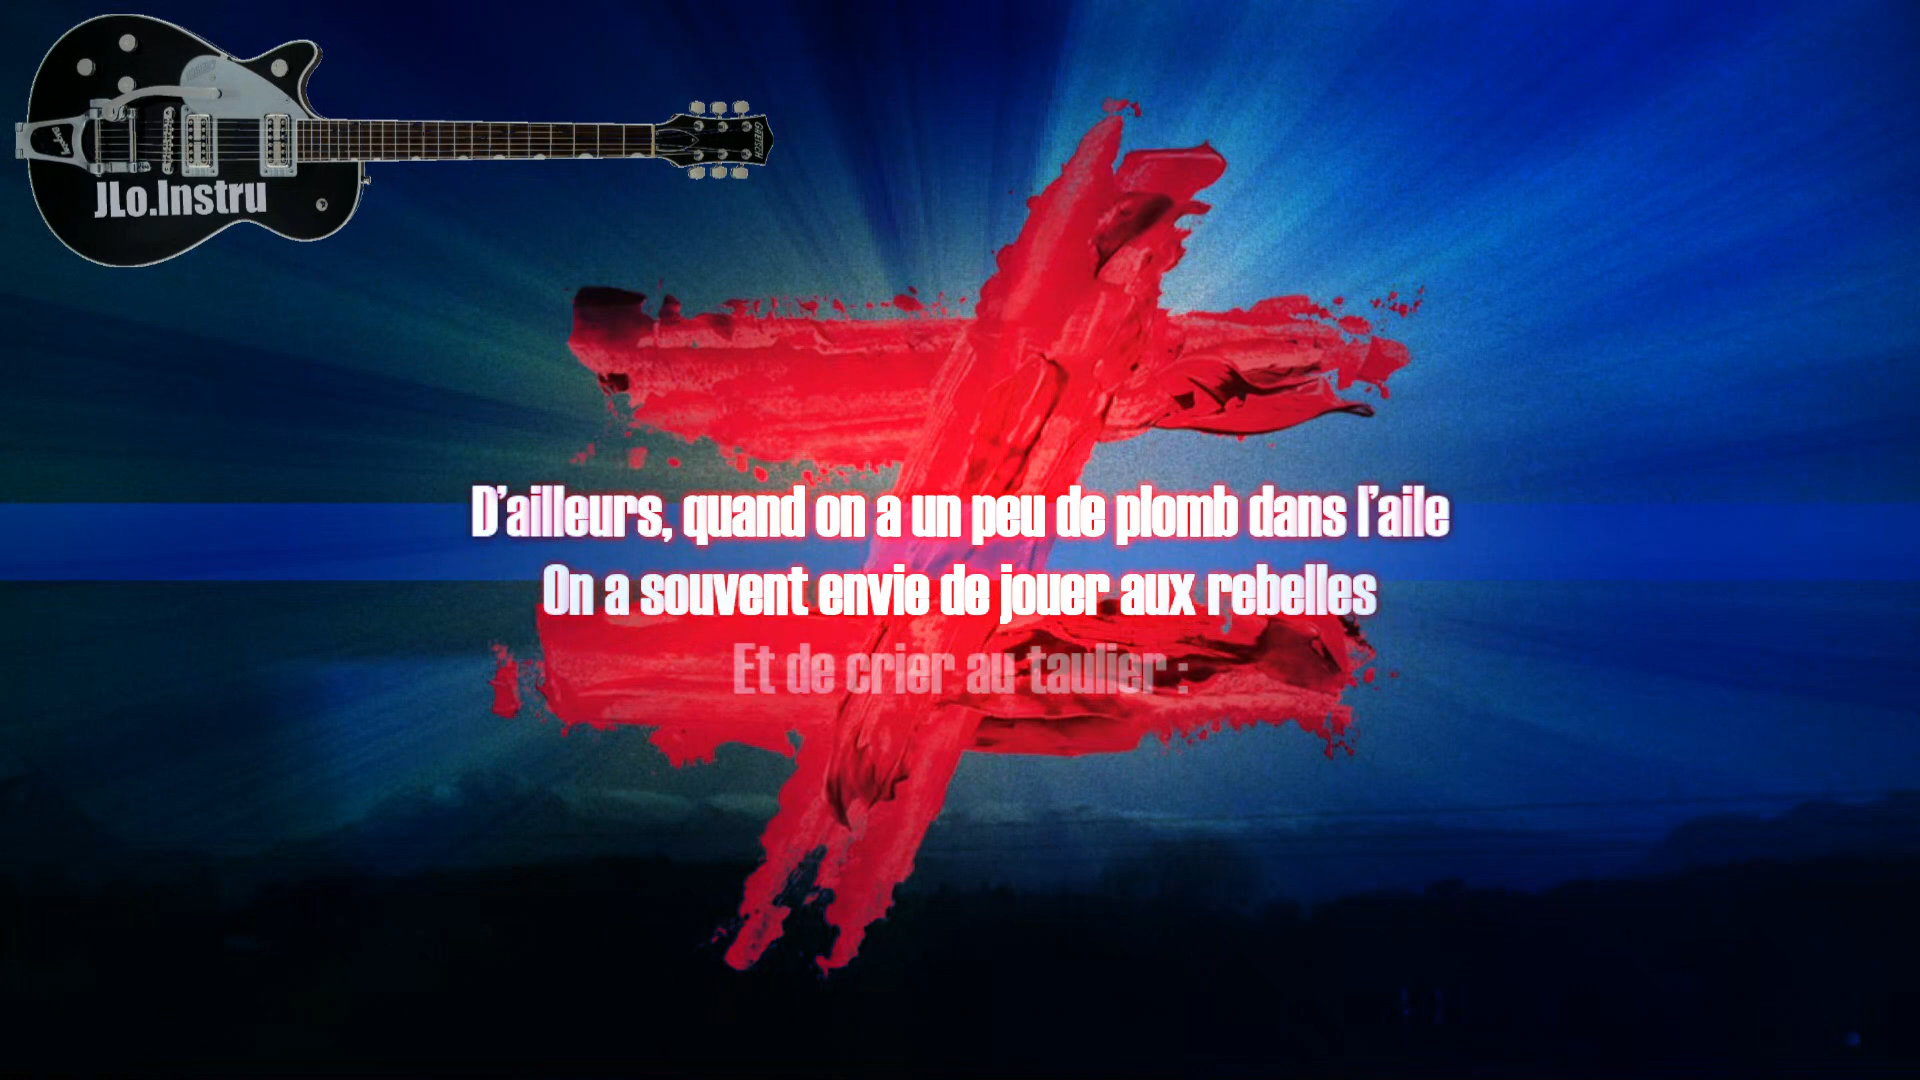 JLo.Instru
GRETSCH
D'ailleurs, quand on a un peu de plomb dans l'aile
On a souvent envie de jouer aux rebelles
Et de crier au taulier :